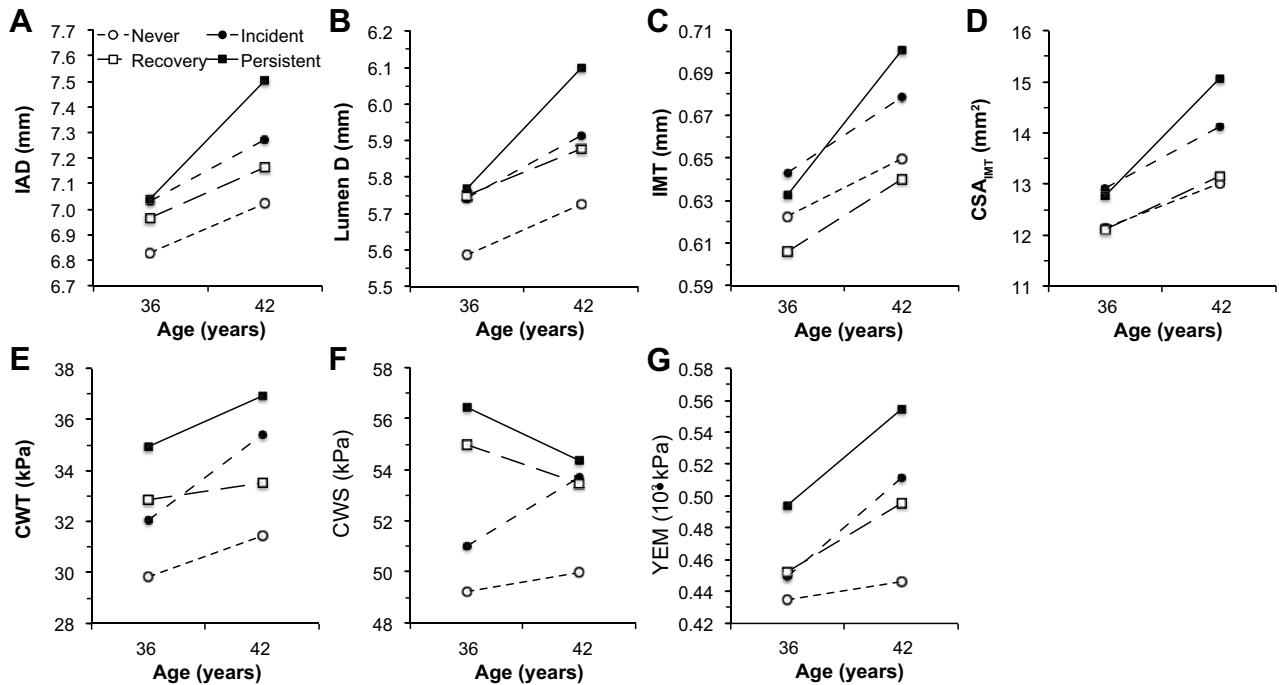 A
IAD (mm)
7.7
7.6
7.5
7.4
7.3
7.2
7.1
7.0
6.9
6.8
6.7
Never Incident
Recovery Persistent
36 42
Age (years)
B
Lumen D (mm)
6.2
6.1
6.0
5.9
5.8
5.7
5.6
5.5
36 42
Age (years)
C
IMT (mm)
0.71
0.69
0.67
0.65
0.63
0.61
0.59
36 42
Age (years)
D
CSAIMT (mm²)
16
15
14
13
12
11
36 42
Age (years)
E
CWT (kPa)
38
36
34
32
30
28
36 42
Age (years)
F
CWS (kPa)
58
56
54
52
50
48
36 42
Age (years)
G
YEM (10³•kPa)
0.58
0.56
0.54
0.52
0.50
0.48
0.46
0.44
0.42
36 42
Age (years)